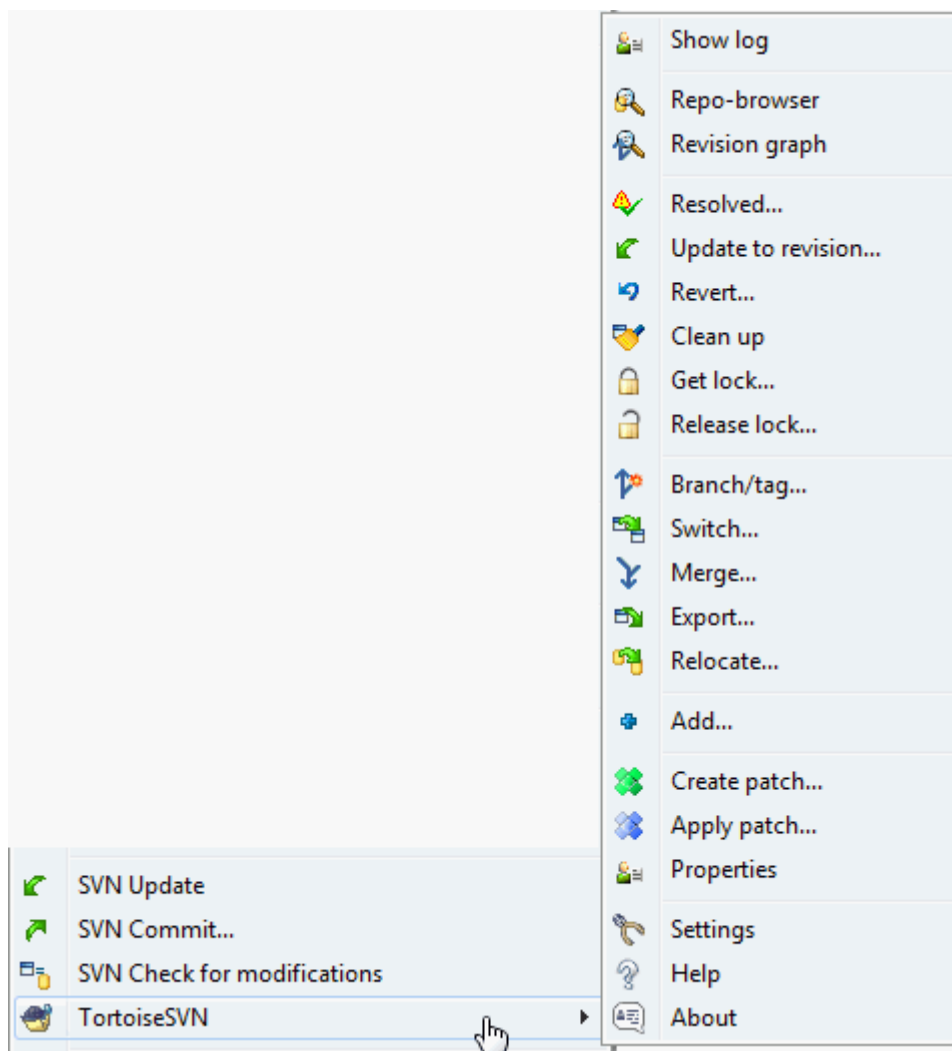 Show log
Repo-browser
Revision graph
Resolved...
Update to revision...
Revert...
Clean up
Get lock...
Release lock...
Branch/tag...
Switch...
Merge...
Export...
Relocate...
Add...
Create patch...
Apply patch...
Properties
Settings
Help
About
SVN Update
SVN Commit...
SVN Check for modifications
TortoiseSVN